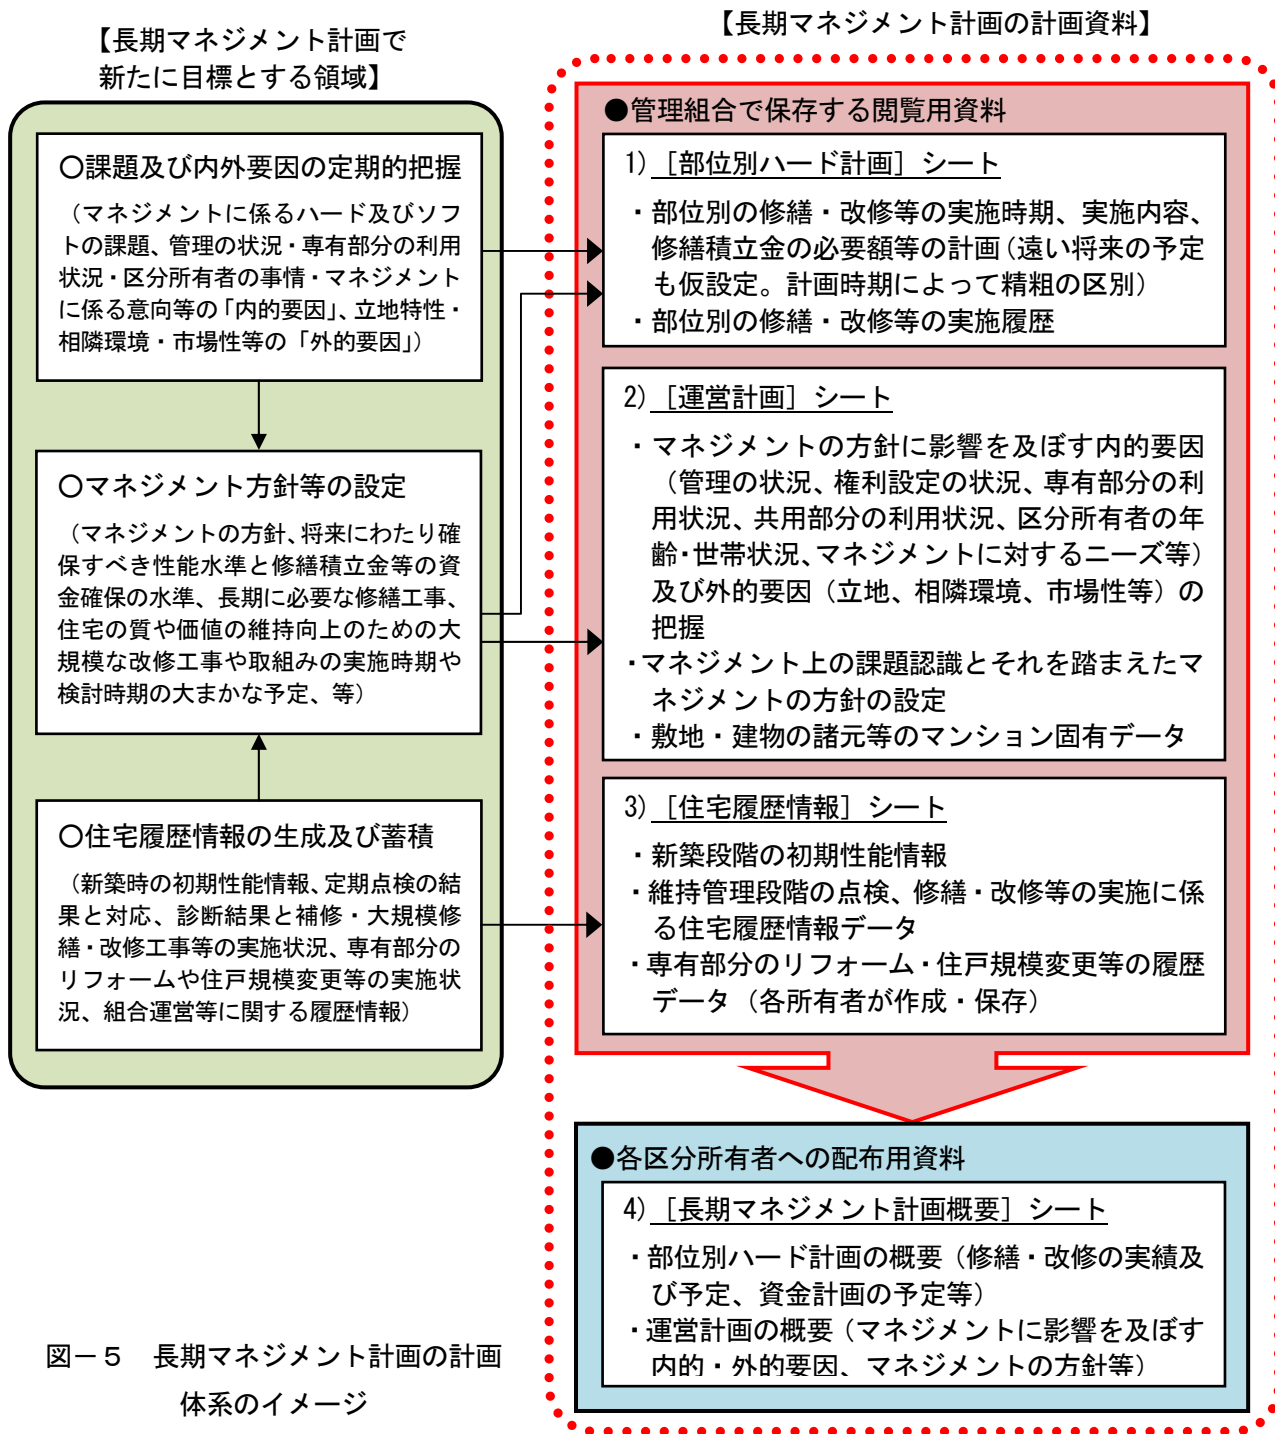 【長期マネジメント計画で
新たに目標とする領域】
○課題及び内外要因の定期的把握
（マネジメントに係るハード及びソフ
トの課題、管理の状況・専有部分の利用
状況・区分所有者の事情・マネジメント
に係る意向等の「内的要因」、立地特性・
相隣環境・市場性等の「外的要因」）
○マネジメント方針等の設定
（マネジメントの方針、将来にわたり確
保すべき性能水準と修繕積立金等の資
金確保の水準、長期に必要な修繕工事、
住宅の質や価値の維持向上のための大
規模な改修工事や取組みの実施時期や
検討時期の大まかな予定、等）
○住宅履歴情報の生成及び蓄積
（新築時の初期性能情報、定期点検の結
果と対応、診断結果と補修・大規模修
繕・改修工事等の実施状況、専有部分の
リフォームや住戸規模変更等の実施状
況、組合運営等に関する履歴情報）
【長期マネジメント計画の計画資料】
●管理組合で保存する閲覧用資料
1）［部位別ハード計画］シート
・部位別の修繕・改修等の実施時期、実施内容、
修繕積立金の必要額等の計画（遠い将来の予定
も仮設定。計画時期によって精粗の区別）
・部位別の修繕・改修等の実施履歴
2）［運営計画］シート
・マネジメントの方針に影響を及ぼす内的要因
（管理の状況、権利設定の状況、専有部分の利
用状況、共用部分の利用状況、区分所有者の年
齢・世帯状況、マネジメントに対するニーズ等）
及び外的要因（立地、相隣環境、市場性等）の
把握
・マネジメント上の課題認識とそれを踏まえたマ
ネジメントの方針の設定
・敷地・建物の諸元等のマンション固有データ
3）［住宅履歴情報］シート
・新築段階の初期性能情報
・維持管理段階の点検、修繕・改修等の実施に係
る住宅履歴情報データ
・専有部分のリフォーム・住戸規模変更等の履歴
データ（各所有者が作成・保存）
●各区分所有者への配布用資料
4）［長期マネジメント計画概要］シート
・部位別ハード計画の概要（修繕・改修の実績及
び予定、資金計画の予定等）
・運営計画の概要（マネジメントに影響を及ぼす
内的・外的要因、マネジメントの方針等）
図－５　長期マネジメント計画の計画
体系のイメージ